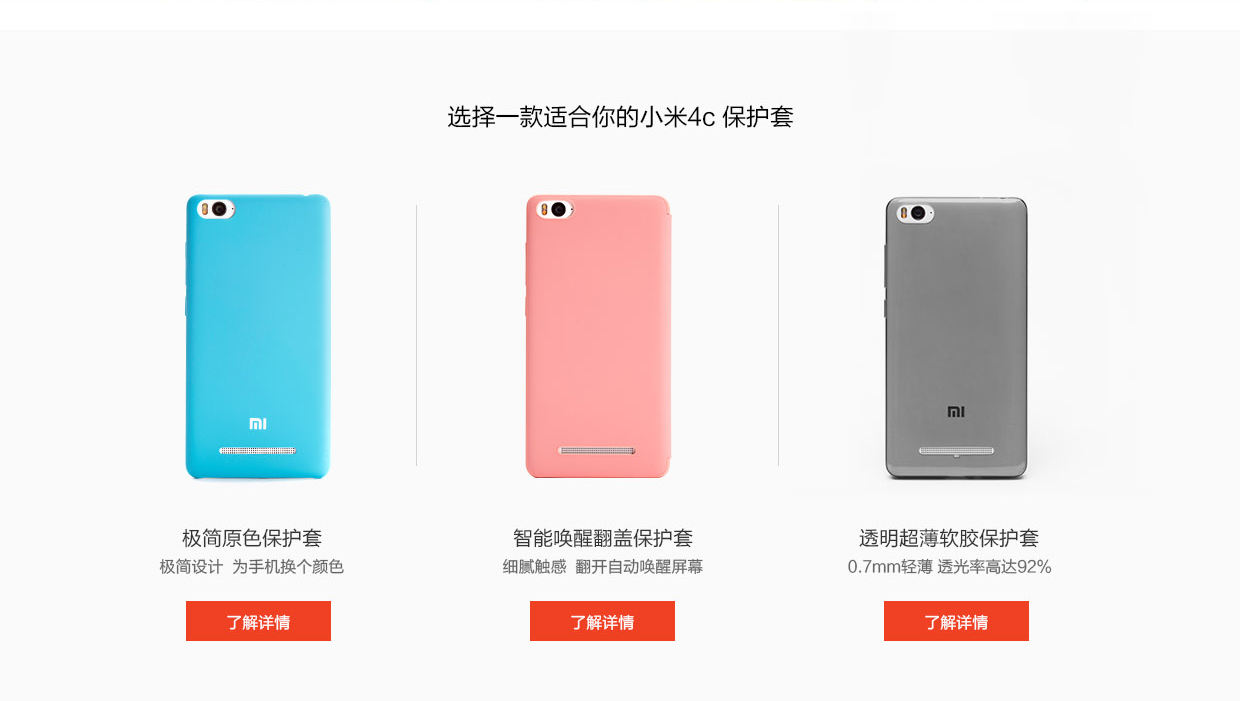 选择一款适合你的小米4c 保护套
mi
mi
极简原色保护套
极简设计 为手机换个颜色
了解详情
智能唤醒翻盖保护套
细腻触感 翻开自动唤醒屏幕
了解详情
透明超薄软胶保护套
0.7mm轻薄 透光率高达92%
了解详情